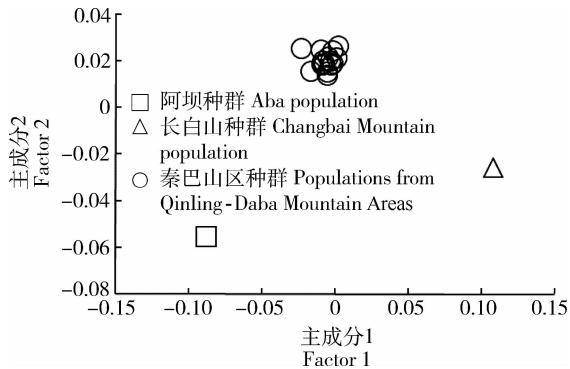 0.04
0.02
0
−0.02
−0.04
−0.06
−0.08
主成分2
Factor 2
阿坝种群 Aba population
长白山种群 Changbai Mountain
population
秦巴山区种群 Populations from
Qinling-Daba Mountain Areas
−0.15
−0.10
−0.05
0
0.05
0.10
0.15
主成分1
Factor 1